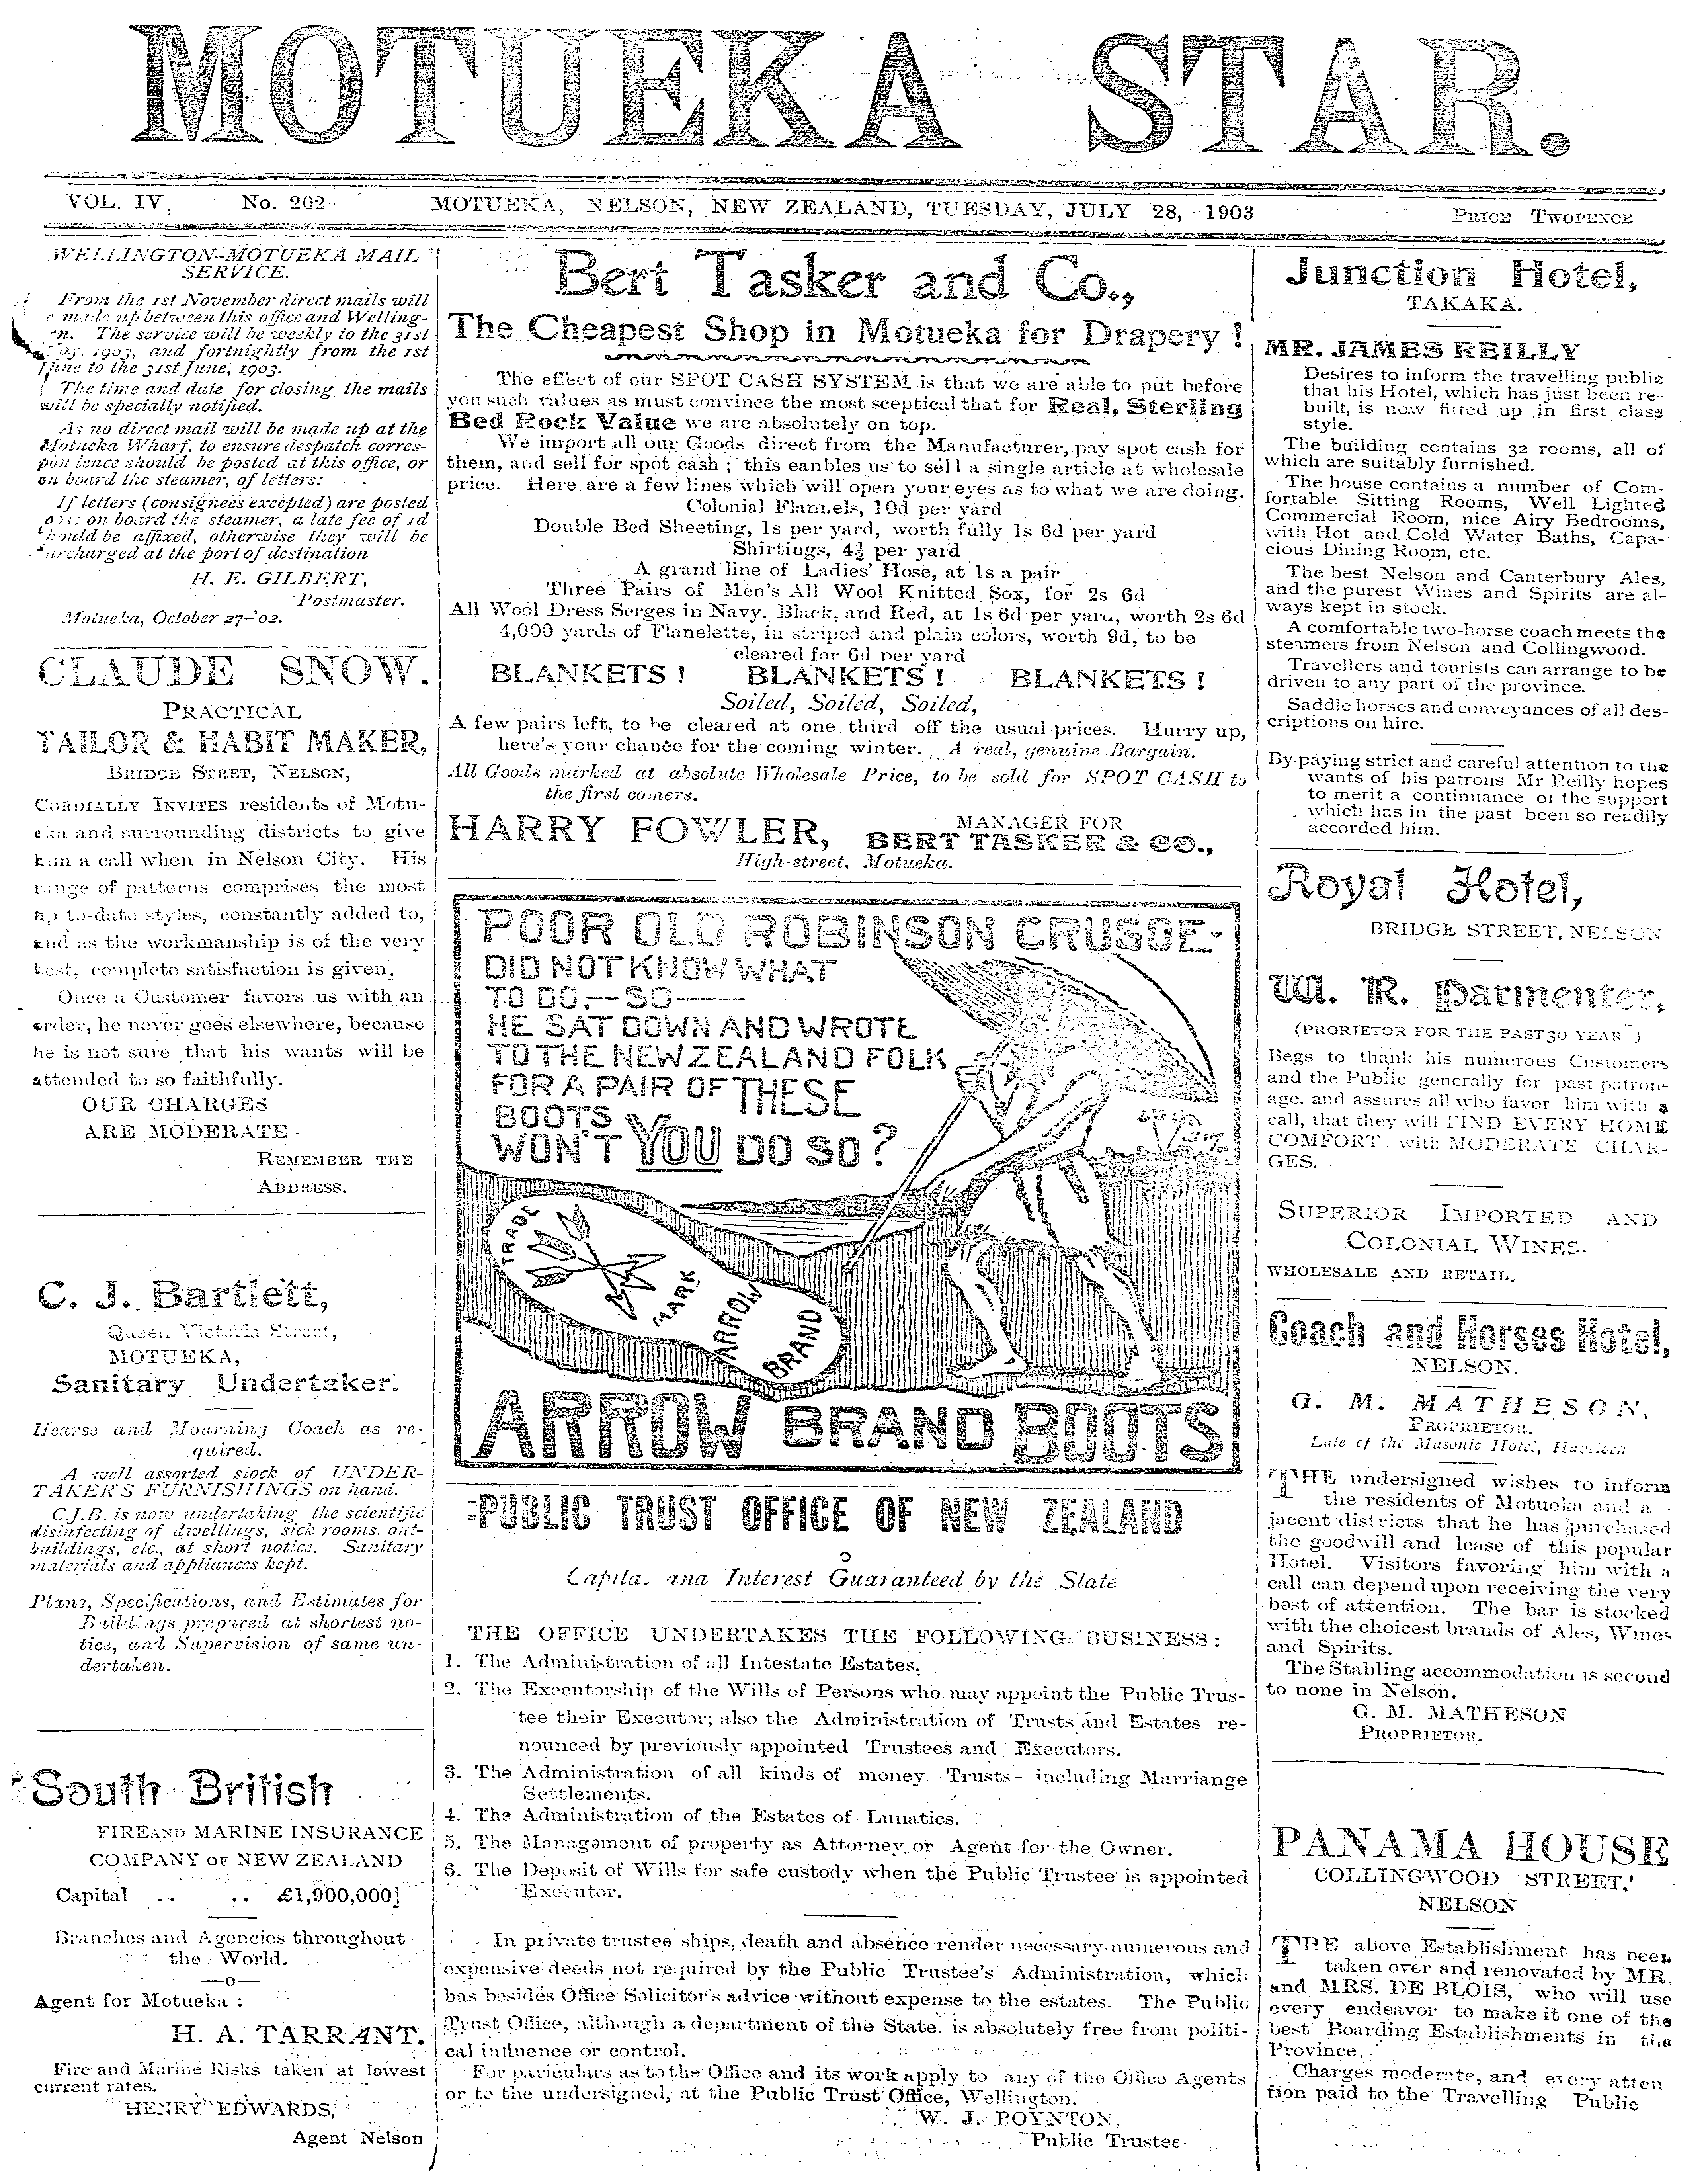 MOTUEKA STAR.
VOL. IV, No. 202 MOTUEKA, NELSON, NEW ZEALAND, TUESDAY, JULY 28, 1903 PRICE TWOPENCE
WELLINGTON-MOTUEKA MAIL
SERVICE.
From the 1st November direct mails will
made up between this office and Welling-
n. The service will be weekly to the 31st
1903, and fortnightly from the 1st
June to the 31st June, 1903.
The time and date for closing the mails
will be specially notified.
As no direct mail will be made up at the
Motueka Wharf, to ensure despatch corres-
pondence should be posted at this office, or
on board the steamer, of letters:
If letters (consignees excepted) are posted
on board the steamer, a late fee of 1d
should be affixed, otherwise they will be
surcharged at the port of destination
H. E. GILBERT,
Postmaster.
Motueka, October 27-'02.
CLAUDE SNOW.
PRACTICAL
TAILOR & HABIT MAKER,
BRIDGE STRET, NELSON,
CORDIALLY INVITES residents of Motu-
eka and surrounding districts to give
him a call when in Nelson City. His
range of patterns comprises the most
up to-date styles, constantly added to,
and as the workmanship is of the very
best, complete satisfaction is given.
Once a Customer favors us with an
order, he never goes elsewhere, because
he is not sure that his wants will be
attended to so faithfully.
OUR CHARGES
ARE MODERATE
REMEMBER THE
ADDRESS.
C. J. Bartlett,
Queen Victoria Street,
MOTUEKA,
Sanitary Undertaker.
Hearse and Mourning Coach as re-
quired.
A well assorted stock of UNDER-
TAKER'S FURNISHINGS on hand.
C.J.B. is now undertaking the scientific
disinfecting of dwellings, sick rooms, out-
buildings, etc., at short notice. Sanitary
materials and appliances kept.
Plans, Specifications, and Estimates for
Buildings prepared at shortest no-
tice, and Supervision of same un-
dertaken.
South British
FIRE AND MARINE INSURANCE
COMPANY OF NEW ZEALAND
Capital .. .. £1,900,000]
Branches and Agencies throughout
the World.
—o—
Agent for Motueka :
H. A. TARRANT.
Fire and Marine Risks taken at lowest
current rates.
HENRY EDWARDS,
Agent Nelson
Bert Tasker and Co.,
The Cheapest Shop in Motueka for Drapery !
The effect of our SPOT CASH SYSTEM is that we are able to put before
you such values as must convince the most sceptical that for Real, Sterling
Bed Rock Value we are absolutely on top.
We import all our Goods direct from the Manufacturer, pay spot cash for
them, and sell for spot cash ; this eanbles us to sell a single article at wholesale
price. Here are a few lines which will open your eyes as to what we are doing.
Colonial Flannels, 10d per yard
Double Bed Sheeting, 1s per yard, worth fully 1s 6d per yard
Shirtings, 4½ per yard
A grand line of Ladies' Hose, at 1s a pair
Three Pairs of Men's All Wool Knitted Sox, for 2s 6d
All Wool Dress Serges in Navy. Black, and Red, at 1s 6d per yard, worth 2s 6d
4,000 yards of Flanelette, in striped and plain colors, worth 9d, to be
cleared for 6d per yard
BLANKETS ! BLANKETS ! BLANKETS !
Soiled, Soiled, Soiled,
A few pairs left, to be cleared at one third off the usual prices. Hurry up,
here's your chance for the coming winter. A real, genuine Bargain.
All Goods marked at absolute Wholesale Price, to be sold for SPOT CASH to
the first comers.
HARRY FOWLER, MANAGER FOR
BERT TASKER & CO.,
High-street, Motueka.
POOR OLD ROBINSON CRUSOE-
DID NOT KNOW WHAT
TO DO,—SO——
HE SAT DOWN AND WROTE
TO THE NEW ZEALAND FOLK
FOR A PAIR OF THESE
BOOTS
WON'T YOU DO SO?
TRADE
MARK
ARROW
BRAND
ARROW BRAND BOOTS
PUBLIC TRUST OFFICE OF NEW ZEALAND
Capital and Interest Guaranteed by the State
THE OFFICE UNDERTAKES THE FOLLOWING BUSINESS:
1. The Administration of all Intestate Estates.
2. The Executorship of the Wills of Persons who may appoint the Public Trus-
tee their Executor; also the Administration of Trusts and Estates re-
nounced by previously appointed Trustees and Executors.
3. The Administration of all kinds of money Trusts- including Marriange
Settlements.
4. The Administration of the Estates of Lunatics.
5. The Management of property as Attorney or Agent for the Owner.
6. The Deposit of Wills for safe custody when the Public Trustee is appointed
Executor.
In private trustee ships, death and absence render necessary numerous and
expensive deeds not required by the Public Trustee's Administration, which
has besides Office Solicitor's advice without expense to the estates. The Public
Trust Office, although a department of the State, is absolutely free from politi-
cal influence or control.
For pariculars as to the Office and its work apply to any of the Office Agents
or to the undersigned, at the Public Trust Office, Wellington.
W. J. POYNTON,
Public Trustee
Junction Hotel,
TAKAKA.
MR. JAMES REILLY
Desires to inform the travelling public
that his Hotel, which has just been re-
built, is now fitted up in first class
style.
The building contains 32 rooms, all of
which are suitably furnished.
The house contains a number of Com-
fortable Sitting Rooms, Well Lighted
Commercial Room, nice Airy Bedrooms,
with Hot and Cold Water Baths, Capa-
cious Dining Room, etc.
The best Nelson and Canterbury Ales,
and the purest Wines and Spirits are al-
ways kept in stock.
A comfortable two-horse coach meets the
steamers from Nelson and Collingwood.
Travellers and tourists can arrange to be
driven to any part of the province.
Saddle horses and conveyances of all des-
criptions on hire.
By paying strict and careful attention to the
wants of his patrons Mr Reilly hopes
to merit a continuance of the support
which has in the past been so readily
accorded him.
Royal Hotel,
BRIDGE STREET, NELSON
W. R. Parmenter,
(PRORIETOR FOR THE PAST 30 YEARS)
Begs to thank his numerous Customers
and the Public generally for past patron-
age, and assures all who favor him with a
call, that they will FIND EVERY HOME
COMFORT, with MODERATE CHAR-
GES.
SUPERIOR IMPORTED AND
COLONIAL WINES.
WHOLESALE AND RETAIL.
Coach and Horses Hotel,
NELSON.
G. M. MATHESON,
PROPRIETOR.
Late of the Masonic Hotel,
THE undersigned wishes to inform
the residents of Motueka and a -
jacent districts that he has purchased
the goodwill and lease of this popular
Hotel. Visitors favoring him with a
call can depend upon receiving the very
best of attention. The bar is stocked
with the choicest brands of Ales, Wines
and Spirits.
The Stabling accommodation is second
to none in Nelson.
G. M. MATHESON
PROPRIETOR.
PANAMA HOUSE
COLLINGWOOD STREET,
NELSON
THE above Establishment has been
taken over and renovated by MR.
and MRS. DE BLOIS, who will use
every endeavor to make it one of the
best Boarding Establishments in the
Province.
Charges moderate, and every atten
tion paid to the Travelling Public